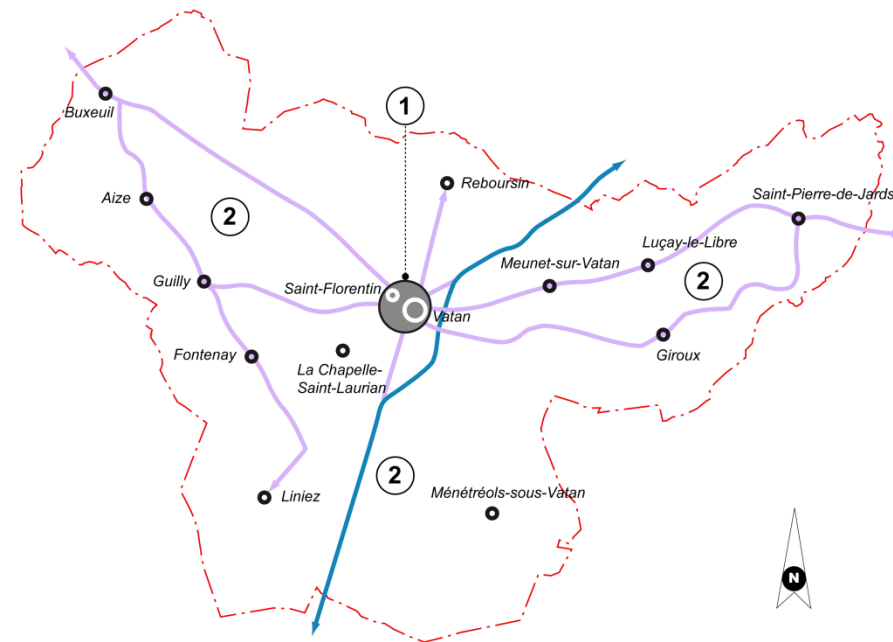 Buxeuil
1
Reboursin
Aize
Saint-Pierre-de-Jards
2
Luçay-le-Libre
Meunet-sur-Vatan
Guilly
Saint-Florentin
2
Vatan
Fontenay
La Chapelle-
Saint-Laurian
Giroux
2
Liniez
Ménétréols-sous-Vatan
N